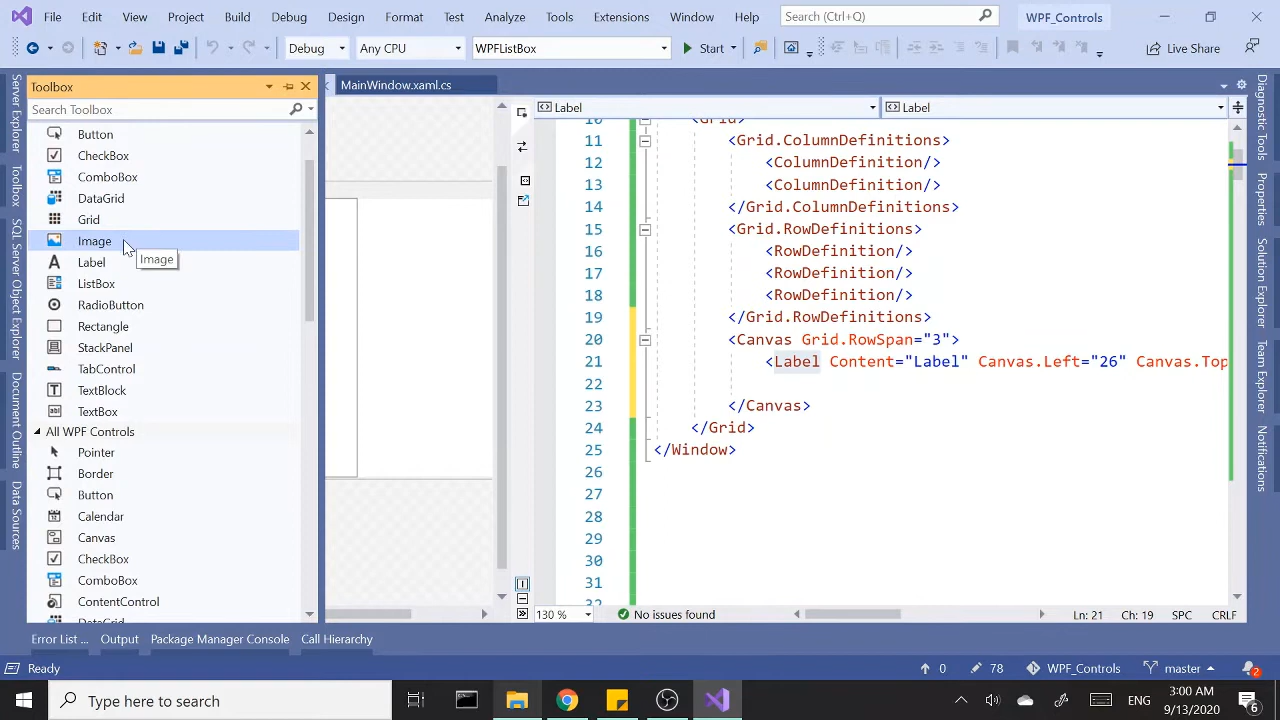 File Edit View Git Project Build Debug Design Format Test Analyze Tools Extensions Window Help Search (Ctrl+Q) WPF_Controls
Debug Any CPU WPFListBox Start Live Share
Toolbox
MainWindow.xaml.cs
Search Toolbox
Label Label
Button
CheckBox
ComboBox
DataGrid
Grid
Image
Image
Label
ListBox
RadioButton
Rectangle
StackPanel
TabControl
TextBlock
TextBox
All WPF Controls
Pointer
Border
Button
Calendar
Canvas
CheckBox
ComboBox
ContentControl
DataGrid
10 <Grid>
11 <Grid.ColumnDefinitions>
12 <ColumnDefinition/>
13 <ColumnDefinition/>
14 </Grid.ColumnDefinitions>
15 <Grid.RowDefinitions>
16 <RowDefinition/>
17 <RowDefinition/>
18 <RowDefinition/>
19 </Grid.RowDefinitions>
20 <Canvas Grid.RowSpan="3">
21 <Label Content="Label" Canvas.Left="26" Canvas.Top
22
23 </Canvas>
24 </Grid>
25 </Window>
26
27
28
29
30
31
32
Server Explorer
Toolbox
SQL Server Object Explorer
Document Outline
Data Sources
Diagnostic Tools
Properties
Solution Explorer
Team Explorer
Notifications
130 % No issues found Ln: 21 Ch: 19 SPC CRLF
Error List ... Output Package Manager Console Call Hierarchy
Ready 0 78 WPF_Controls master 2
Type here to search
ENG
:00 AM
9/13/2020
6